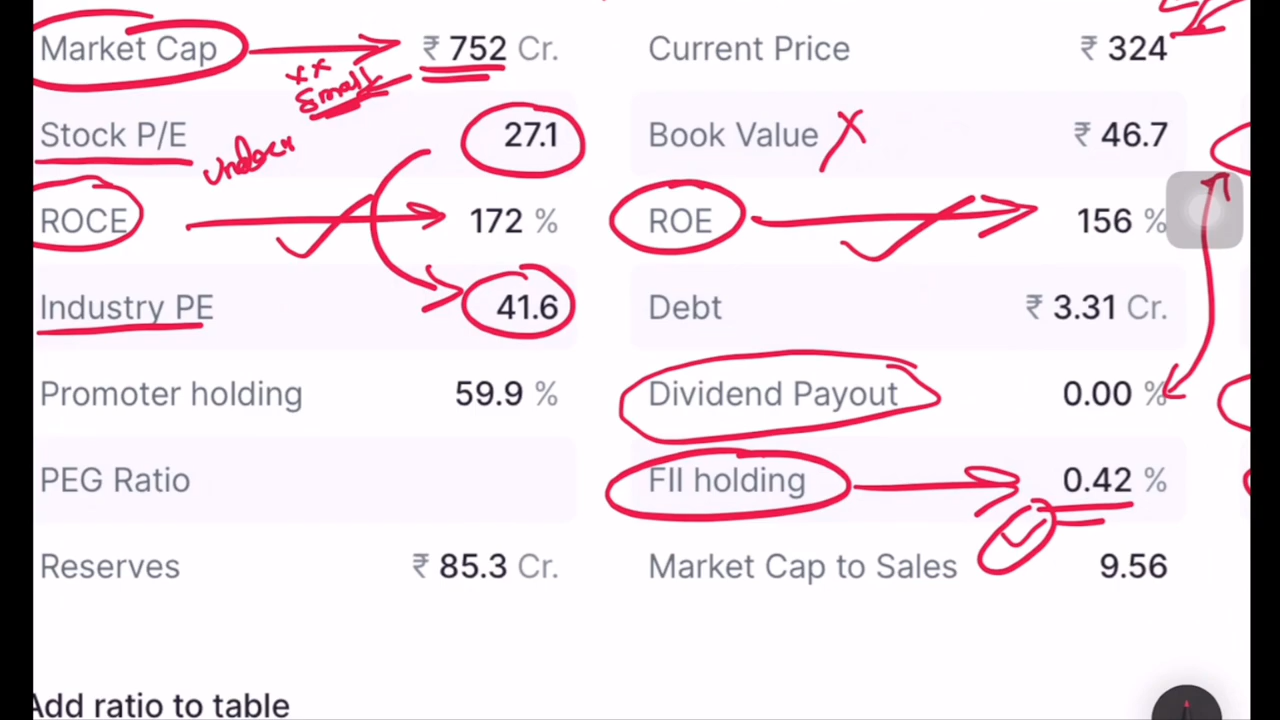 Market Cap ₹ 752 Cr. Current Price ₹ 324
xx
Small
Stock P/E 27.1 Book Value X ₹ 46.7
ROCE 172 % ROE 156 %
Industry PE 41.6 Debt ₹ 3.31 Cr.
Promoter holding 59.9 % Dividend Payout 0.00 %
PEG Ratio FII holding 0.42 %
Reserves ₹ 85.3 Cr. Market Cap to Sales 9.56
Add ratio to table